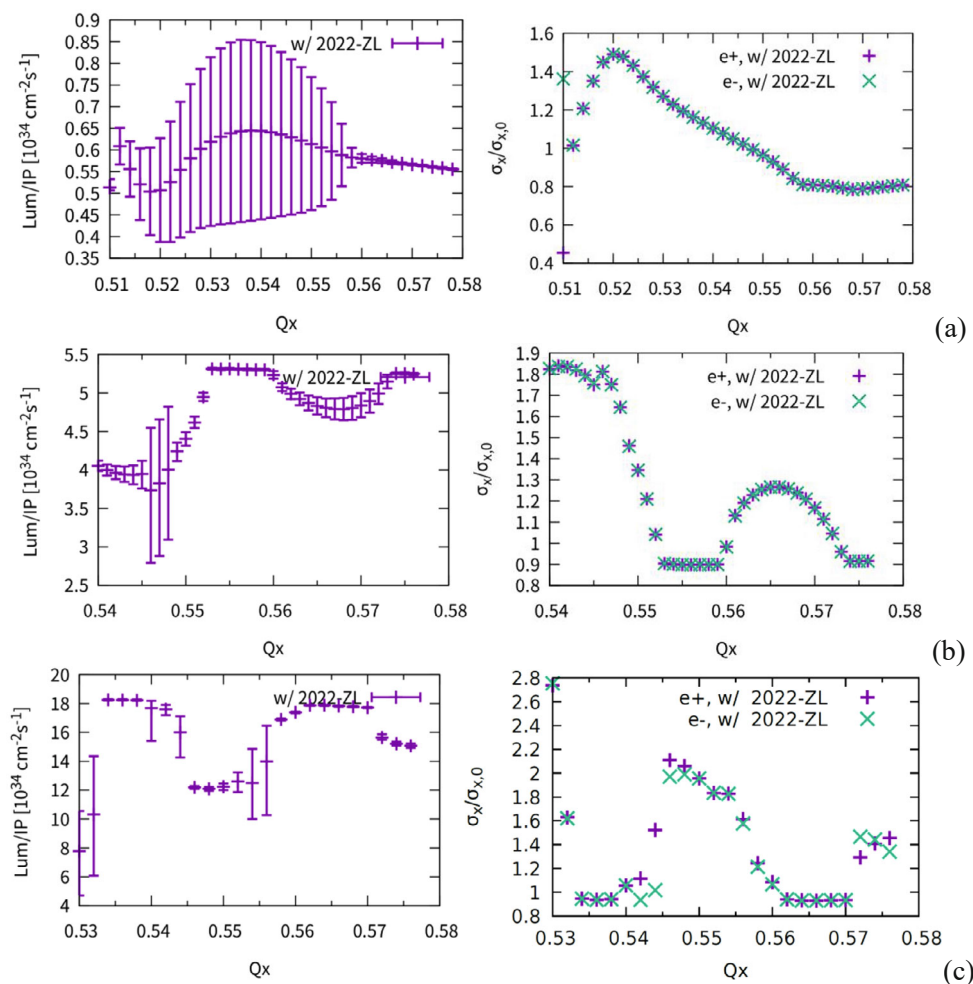 Lum/IP [10³⁴ cm⁻²s⁻¹]
0.9
0.85
0.8
0.75
0.7
0.65
0.6
0.55
0.5
0.45
0.4
0.35
w/ 2022-ZL
0.51 0.52 0.53 0.54 0.55 0.56 0.57 0.58
Qx
σx/σx,0
1.6
1.4
1.2
1
0.8
0.6
0.4
e+, w/ 2022-ZL
e-, w/ 2022-ZL
0.51 0.52 0.53 0.54 0.55 0.56 0.57 0.58
Qx
(a)
Lum/IP [10³⁴ cm⁻²s⁻¹]
5.5
5
4.5
4
3.5
3
2.5
w/ 2022-ZL
0.54 0.55 0.56 0.57 0.58
Qx
σx/σx,0
1.9
1.8
1.7
1.6
1.5
1.4
1.3
1.2
1.1
1
0.9
0.8
e+, w/ 2022-ZL
e-, w/ 2022-ZL
0.54 0.55 0.56 0.57 0.58
Qx
(b)
Lum/IP [10³⁴ cm⁻²s⁻¹]
20
18
16
14
12
10
8
6
4
w/ 2022-ZL
0.53 0.54 0.55 0.56 0.57 0.58
Qx
σx/σx,0
2.8
2.6
2.4
2.2
2
1.8
1.6
1.4
1.2
1
0.8
e+, w/ 2022-ZL
e-, w/ 2022-ZL
0.53 0.54 0.55 0.56 0.57 0.58
Qx
(c)